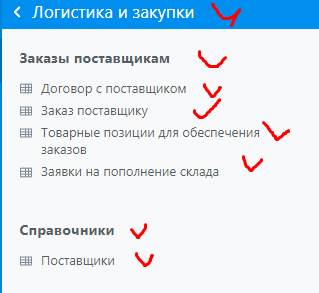 Логистика и закупки
Заказы поставщикам
Договор с поставщиком
Заказ поставщику
Товарные позиции для обеспечения
заказов
Заявки на пополнение склада
Справочники
Поставщики